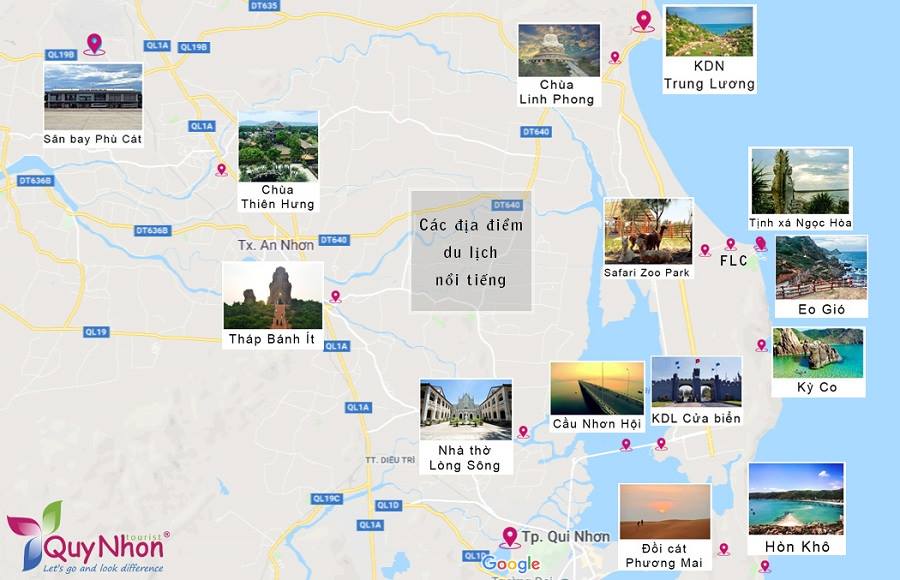 DT635
QL19B
QL1A
QL19B
KDN
Trung Lương
Chùa
Linh Phong
Sân bay Phù Cát
QL1A
DT640
Chùa
Thiên Hưng
DT636B
DT640
Các địa điểm
du lịch
nổi tiếng
Tịnh xá Ngọc Hòa
DT636B
Tx. An Nhơn
DT640
Safari Zoo Park
FLC
Eo Gió
Tháp Bánh Ít
QL19
QL1A
Kỳ Co
QL1A
Cầu Nhơn Hội
KDL Cửa biển
Nhà thờ
Lòng Sông
TT. DIÊU TRÌ
QL19C
QL1D
QL1A
Tp. Qui Nhơn
QL1D
Google
Đồi cát
Phương Mai
Hòn Khô
tourist
QuyNhon®
Let's go and look difference